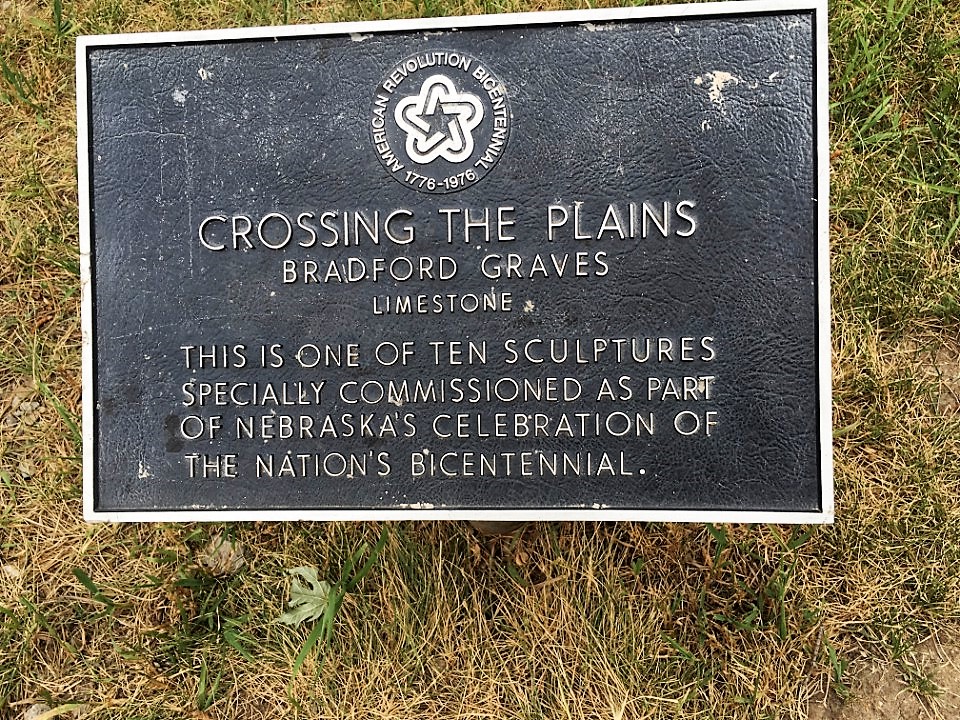 AMERICAN REVOLUTION BICENTENNIAL
1776-1976
CROSSING THE PLAINS
BRADFORD GRAVES
LIMESTONE
THIS IS ONE OF TEN SCULPTURES
SPECIALLY COMMISSIONED AS PART
OF NEBRASKA'S CELEBRATION OF
THE NATION'S BICENTENNIAL.